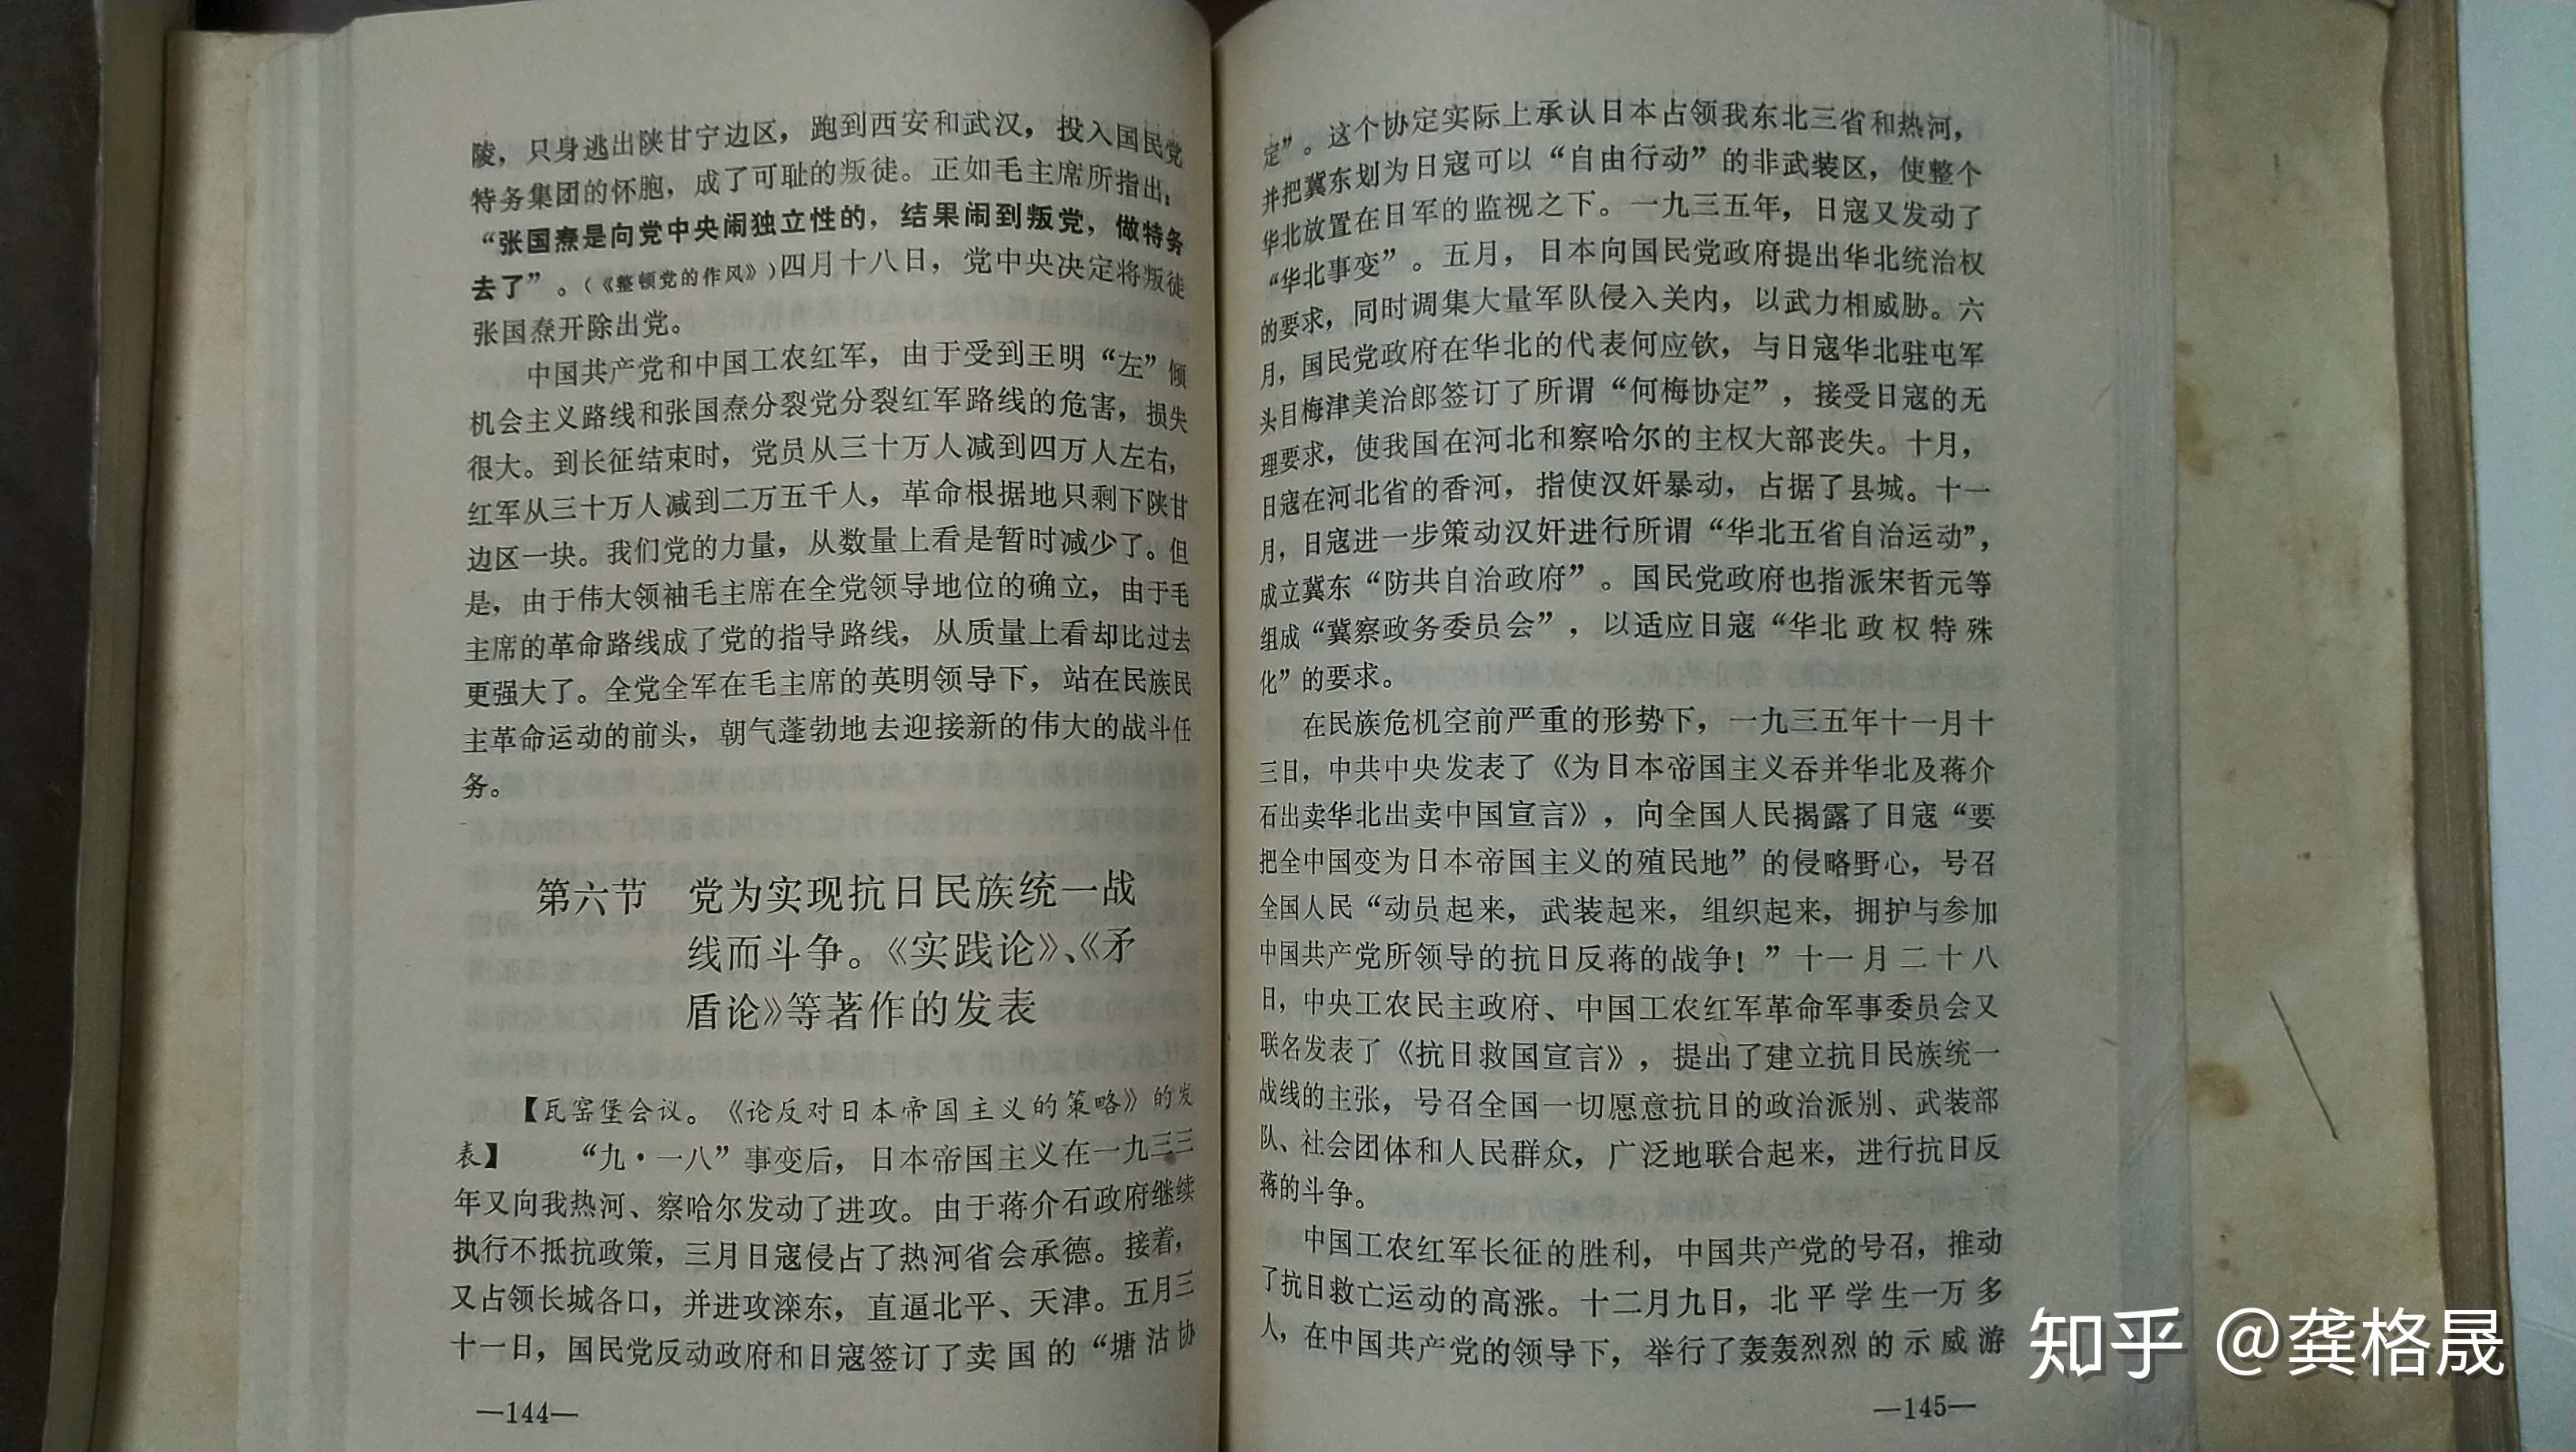 陵，只身逃出陕甘宁边区，跑到西安和武汉，投入国民党
特务集团的怀胞，成了可耻的叛徒。正如毛主席所指出：
“张国焘是向党中央闹独立性的，结果闹到叛党，做特务
去了”。（《整顿党的作风》）四月十八日，党中央决定将叛徒
张国焘开除出党。
中国共产党和中国工农红军，由于受到王明“左”倾
机会主义路线和张国焘分裂党分裂红军路线的危害，损失
很大。到长征结束时，党员从三十万人减到四万人左右，
红军从三十万人减到二万五千人，革命根据地只剩下陕甘
边区一块。我们党的力量，从数量上看是暂时减少了。但
是，由于伟大领袖毛主席在全党领导地位的确立，由于毛
主席的革命路线成了党的指导路线，从质量上看却比过去
更强大了。全党全军在毛主席的英明领导下，站在民族民
主革命运动的前头，朝气蓬勃地去迎接新的伟大的战斗任
务。
第六节 党为实现抗日民族统一战
线而斗争。《实践论》、《矛
盾论》等著作的发表
【瓦窑堡会议。《论反对日本帝国主义的策略》的发
表】 “九·一八”事变后，日本帝国主义在一九三三
年又向我热河、察哈尔发动了进攻。由于蒋介石政府继续
执行不抵抗政策，三月日寇侵占了热河省会承德。接着，
又占领长城各口，并进攻滦东，直逼北平、天津。五月三
十一日，国民党反动政府和日寇签订了卖国的“塘沽协
—144—
定”。这个协定实际上承认日本占领我东北三省和热河，
并把冀东划为日寇可以“自由行动”的非武装区，使整个
华北放置在日军的监视之下。一九三五年，日寇又发动了
“华北事变”。五月，日本向国民党政府提出华北统治权
的要求，同时调集大量军队侵入关内，以武力相威胁。六
月，国民党政府在华北的代表何应钦，与日寇华北驻屯军
头目梅津美治郎签订了所谓“何梅协定”，接受日寇的无
理要求，使我国在河北和察哈尔的主权大部丧失。十月，
日寇在河北省的香河，指使汉奸暴动，占据了县城。十一
月，日寇进一步策动汉奸进行所谓“华北五省自治运动”，
成立冀东“防共自治政府”。国民党政府也指派宋哲元等
组成“冀察政务委员会”，以适应日寇“华北政权特殊
化”的要求。
在民族危机空前严重的形势下，一九三五年十一月十
三日，中共中央发表了《为日本帝国主义吞并华北及蒋介
石出卖华北出卖中国宣言》，向全国人民揭露了日寇“要
把全中国变为日本帝国主义的殖民地”的侵略野心，号召
全国人民“动员起来，武装起来，组织起来，拥护与参加
中国共产党所领导的抗日反蒋的战争！”十一月二十八
日，中央工农民主政府、中国工农红军革命军事委员会又
联名发表了《抗日救国宣言》，提出了建立抗日民族统一
战线的主张，号召全国一切愿意抗日的政治派别、武装部
队、社会团体和人民群众，广泛地联合起来，进行抗日反
蒋的斗争。
中国工农红军长征的胜利，中国共产党的号召，推动
了抗日救亡运动的高涨。十二月九日，北平学生一万多
人，在中国共产党的领导下，举行了轰轰烈烈的示威游
—145—
知乎 @龚格晟